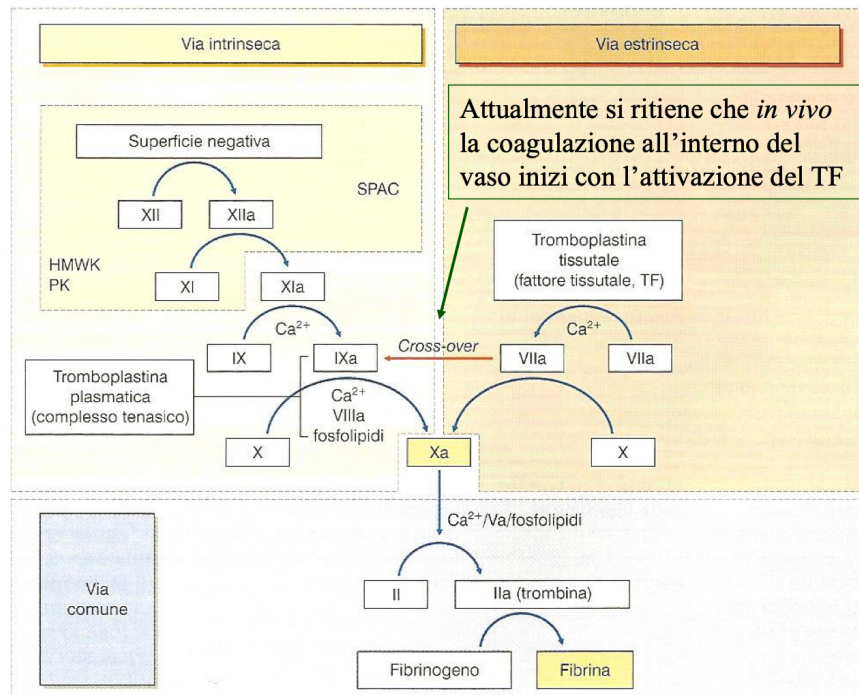 Via intrinseca
Via estrinseca
Attualmente si ritiene che in vivo
la coagulazione all’interno del
vaso inizi con l’attivazione del TF
Superficie negativa
SPAC
XII
XIIa
HMWK
PK
XI
XIa
Tromboplastina
tissutale
(fattore tissutale, TF)
Ca²⁺
Ca²⁺
IX
IXa
Cross-over
VIIa
VIIa
Tromboplastina
plasmatica
(complesso tenasico)
Ca²⁺
VIIIa
fosfolipidi
X
Xa
X
Ca²⁺/Va/fosfolipidi
Via
comune
II
IIa (trombina)
Fibrinogeno
Fibrina